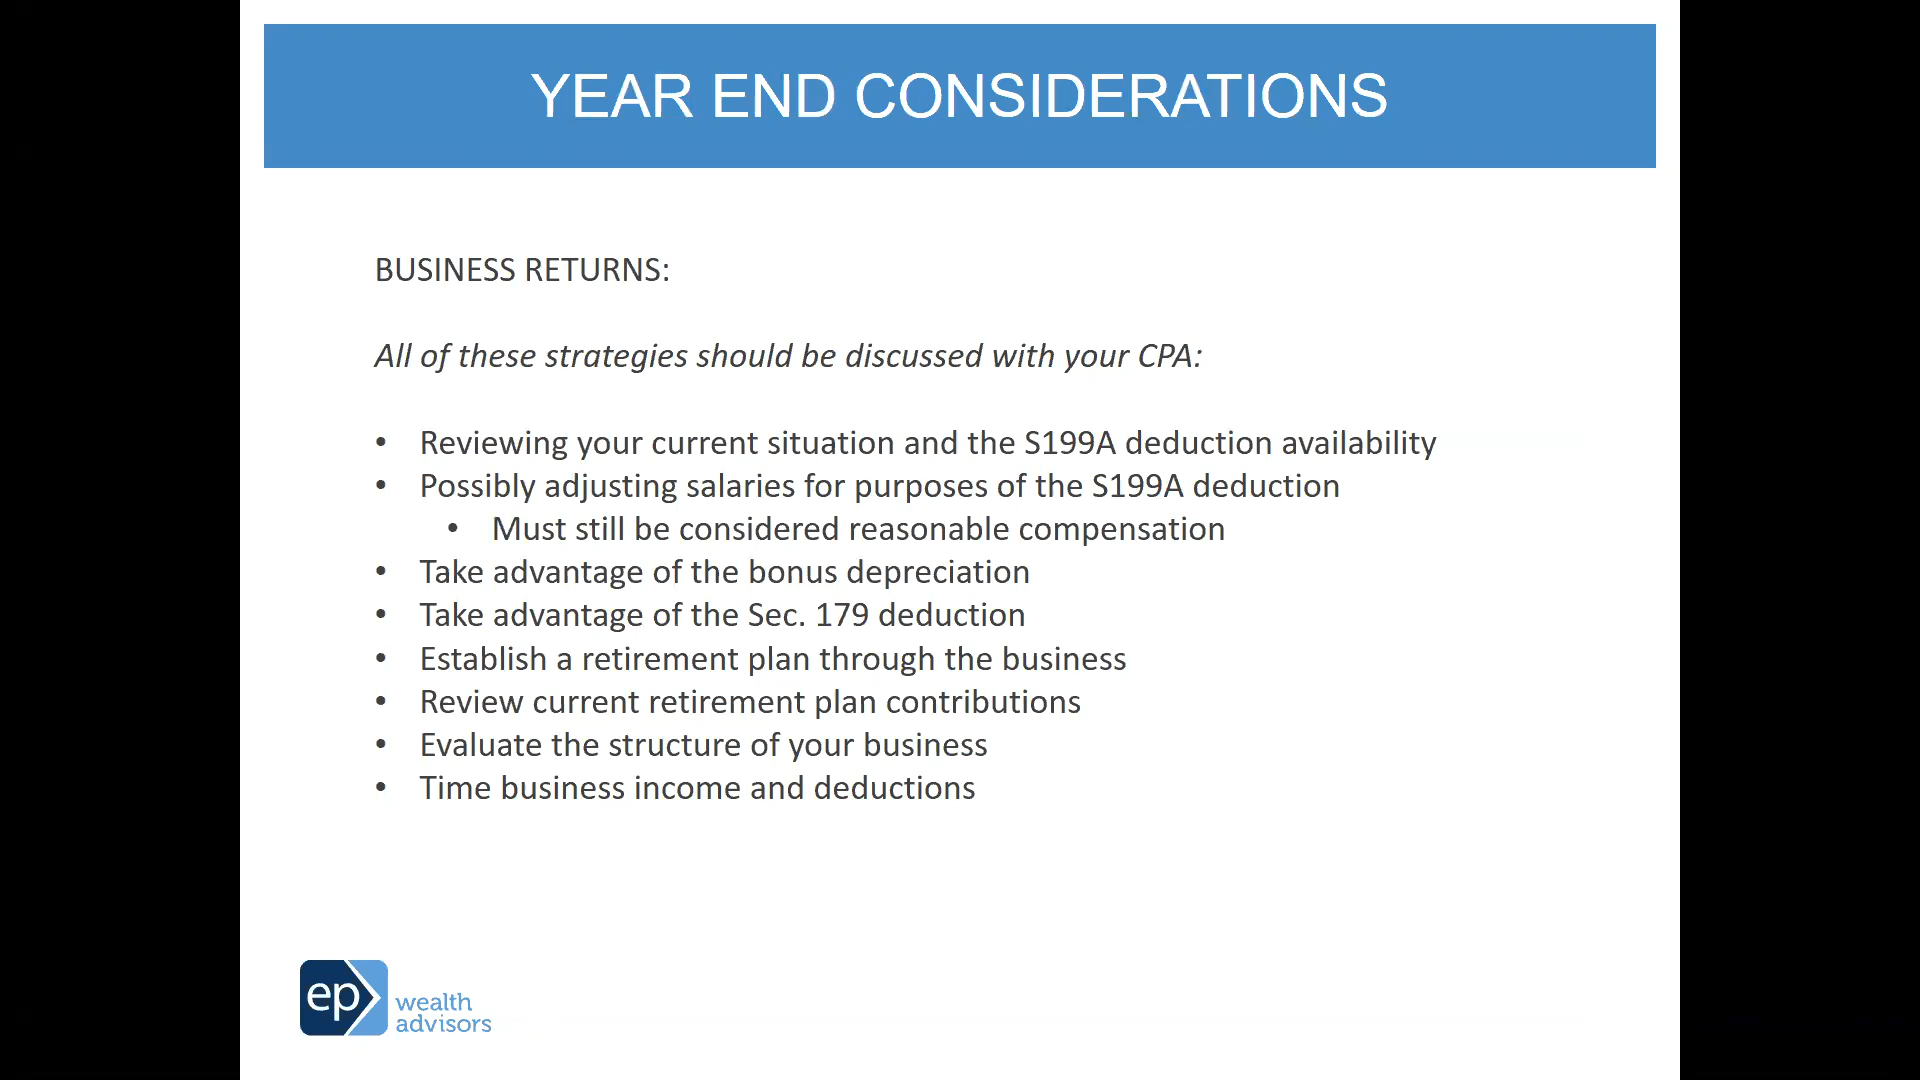 YEAR END CONSIDERATIONS
BUSINESS RETURNS:
All of these strategies should be discussed with your CPA:
• Reviewing your current situation and the S199A deduction availability
• Possibly adjusting salaries for purposes of the S199A deduction
• Must still be considered reasonable compensation
• Take advantage of the bonus depreciation
• Take advantage of the Sec. 179 deduction
• Establish a retirement plan through the business
• Review current retirement plan contributions
• Evaluate the structure of your business
• Time business income and deductions
ep
wealth
advisors